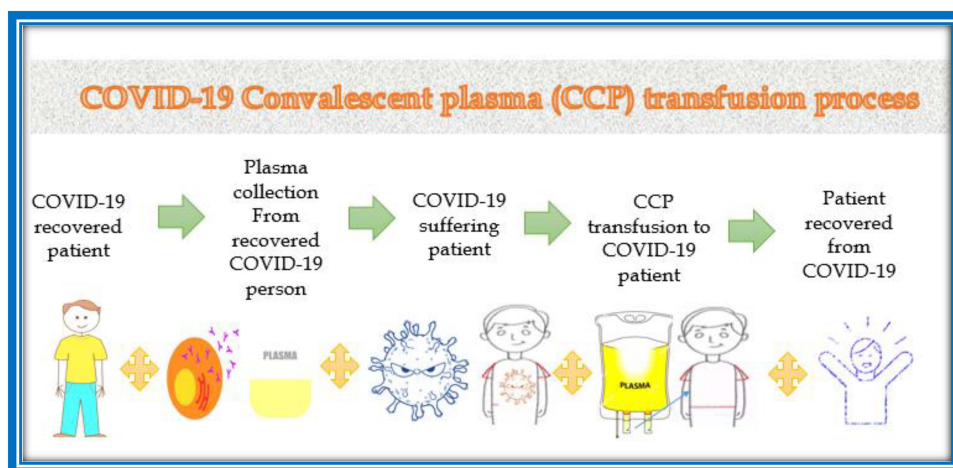 COVID-19 Convalescent plasma (CCP) transfusion process
COVID-19
recovered
patient
Plasma
collection
From
recovered
COVID-19
person
COVID-19
suffering
patient
CCP
transfusion to
COVID-19
patient
Patient
recovered
from
COVID-19
PLASMA
PLASMA